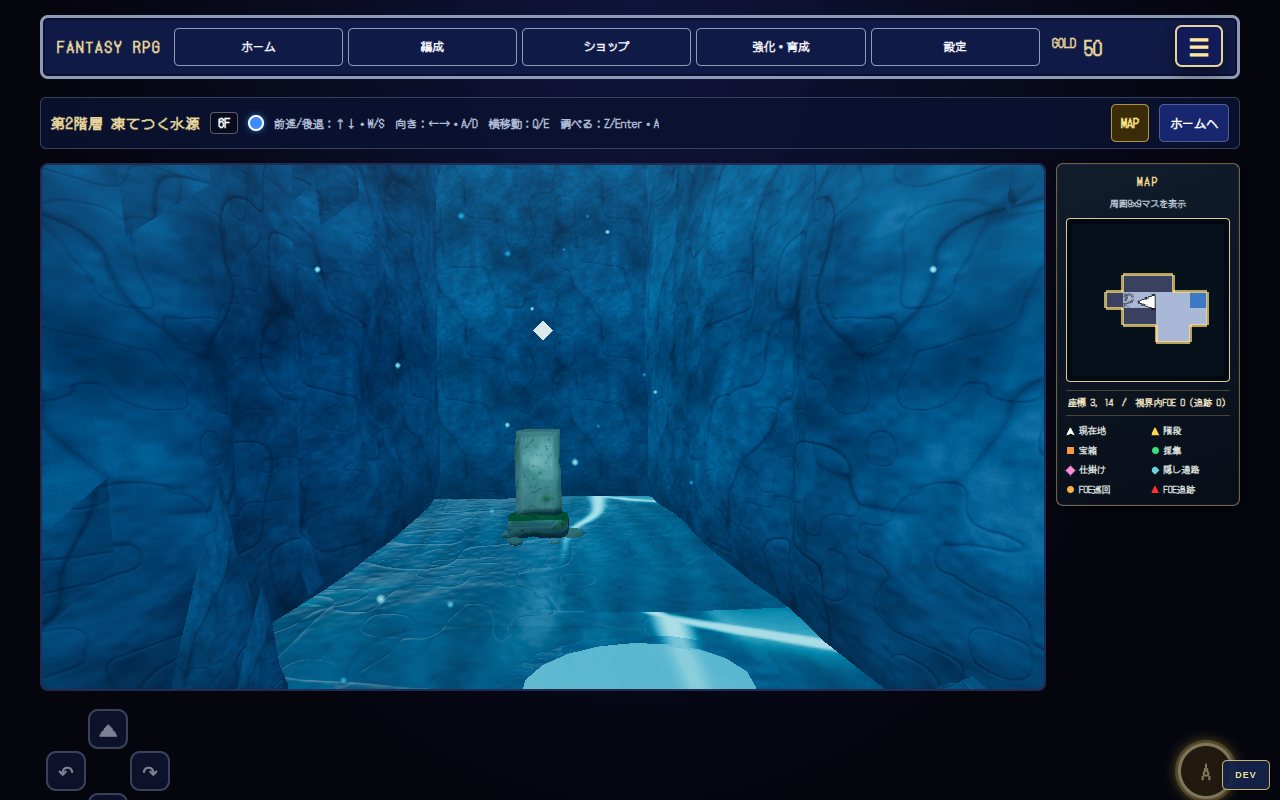 FANTASY RPG
ホーム
編成
ショップ
強化・育成
設定
GOLD 50
第2階層 凍てつく水源
6F
前進/後退：↑↓・W/S 向き：←→・A/D 横移動：Q/E 調べる：Z/Enter・A
MAP
ホームへ
MAP
周囲9x9マスを表示
座標 3, 14 / 視界内FOE 0 (追跡 0)
現在地
階段
宝箱
採集
仕掛け
隠し通路
FOE巡回
FOE追跡
A
DEV